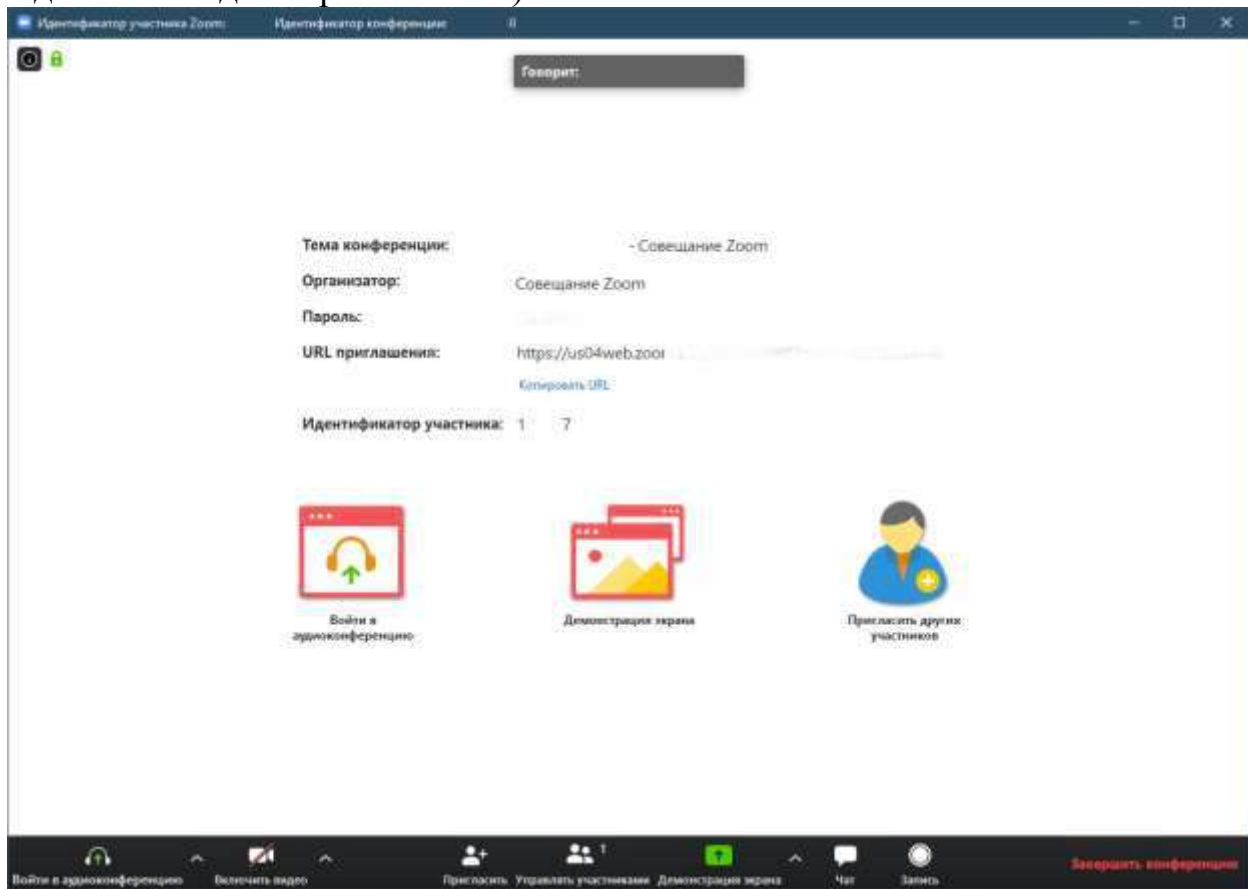 Идентификатор участника Zoom: Идентификатор конференции:
Говорит:
Тема конференции: - Совещание Zoom
Организатор: Совещание Zoom
Пароль:
URL приглашения: https://us04web.zoor
Копировать URL
Идентификатор участника: 1 7
Войти в
аудиоконференцию
Демонстрация экрана
Пригласить других
участников
1
Войти в аудиоконференцию Включить видео Пригласить Управлять участниками Демонстрация экрана Чат Запись Завершить конференцию